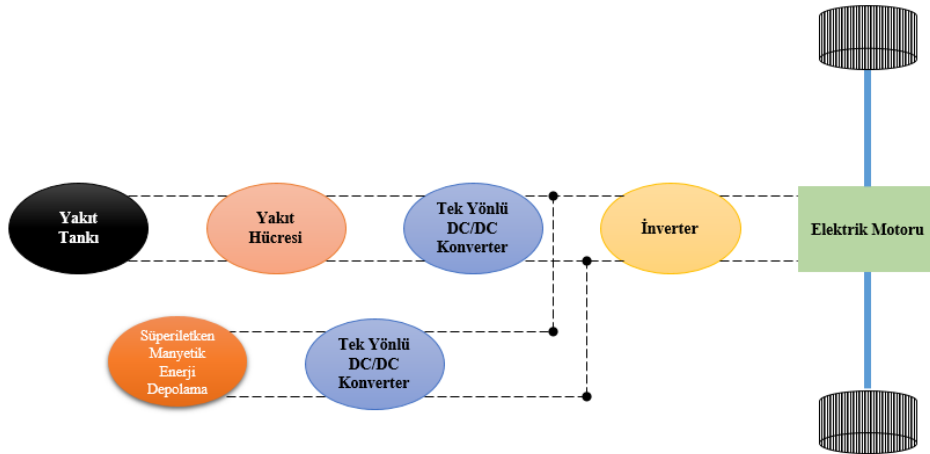 Yakıt
Tankı
Yakıt
Hücresi
Tek Yönlü
DC/DC
Konverter
İnverter
Elektrik Motoru
Süperiletken
Manyetik
Enerji
Depolama
Tek Yönlü
DC/DC
Konverter